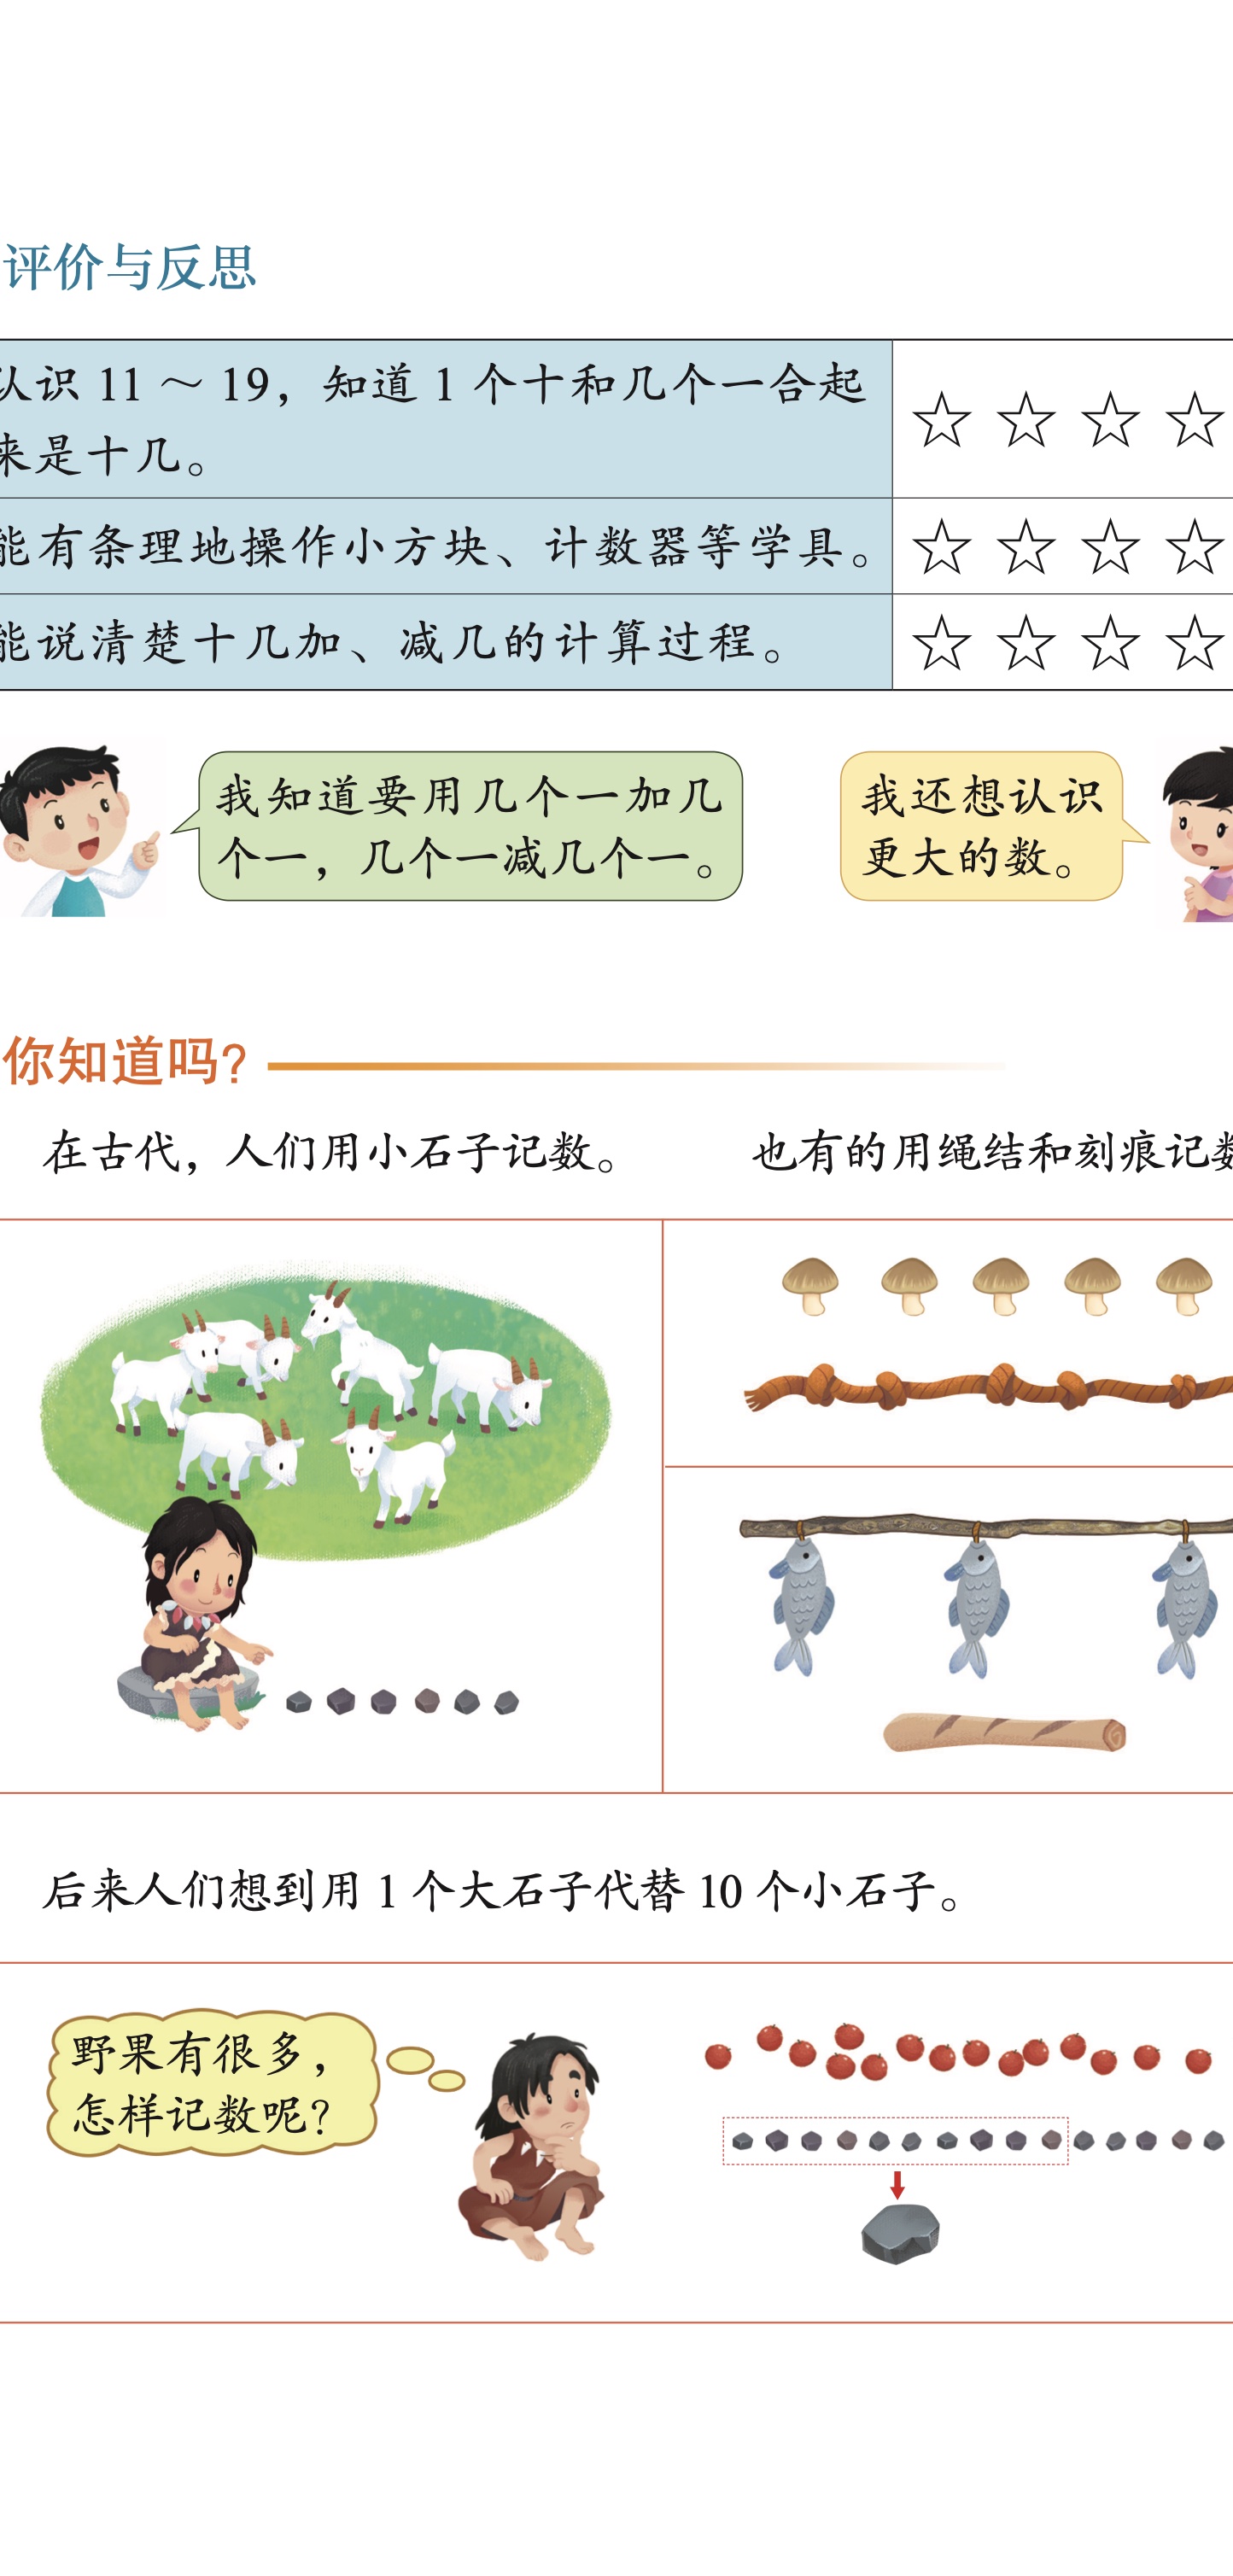 评价与反思
认识 11 ～ 19，知道 1 个十和几个一合起
来是十几。
能有条理地操作小方块、计数器等学具。
能说清楚十几加、减几的计算过程。
我知道要用几个一加几
个一，几个一减几个一。
我还想认识
更大的数。
你知道吗？
在古代，人们用小石子记数。
也有的用绳结和刻痕记数
后来人们想到用 1 个大石子代替 10 个小石子。
野果有很多，
怎样记数呢？